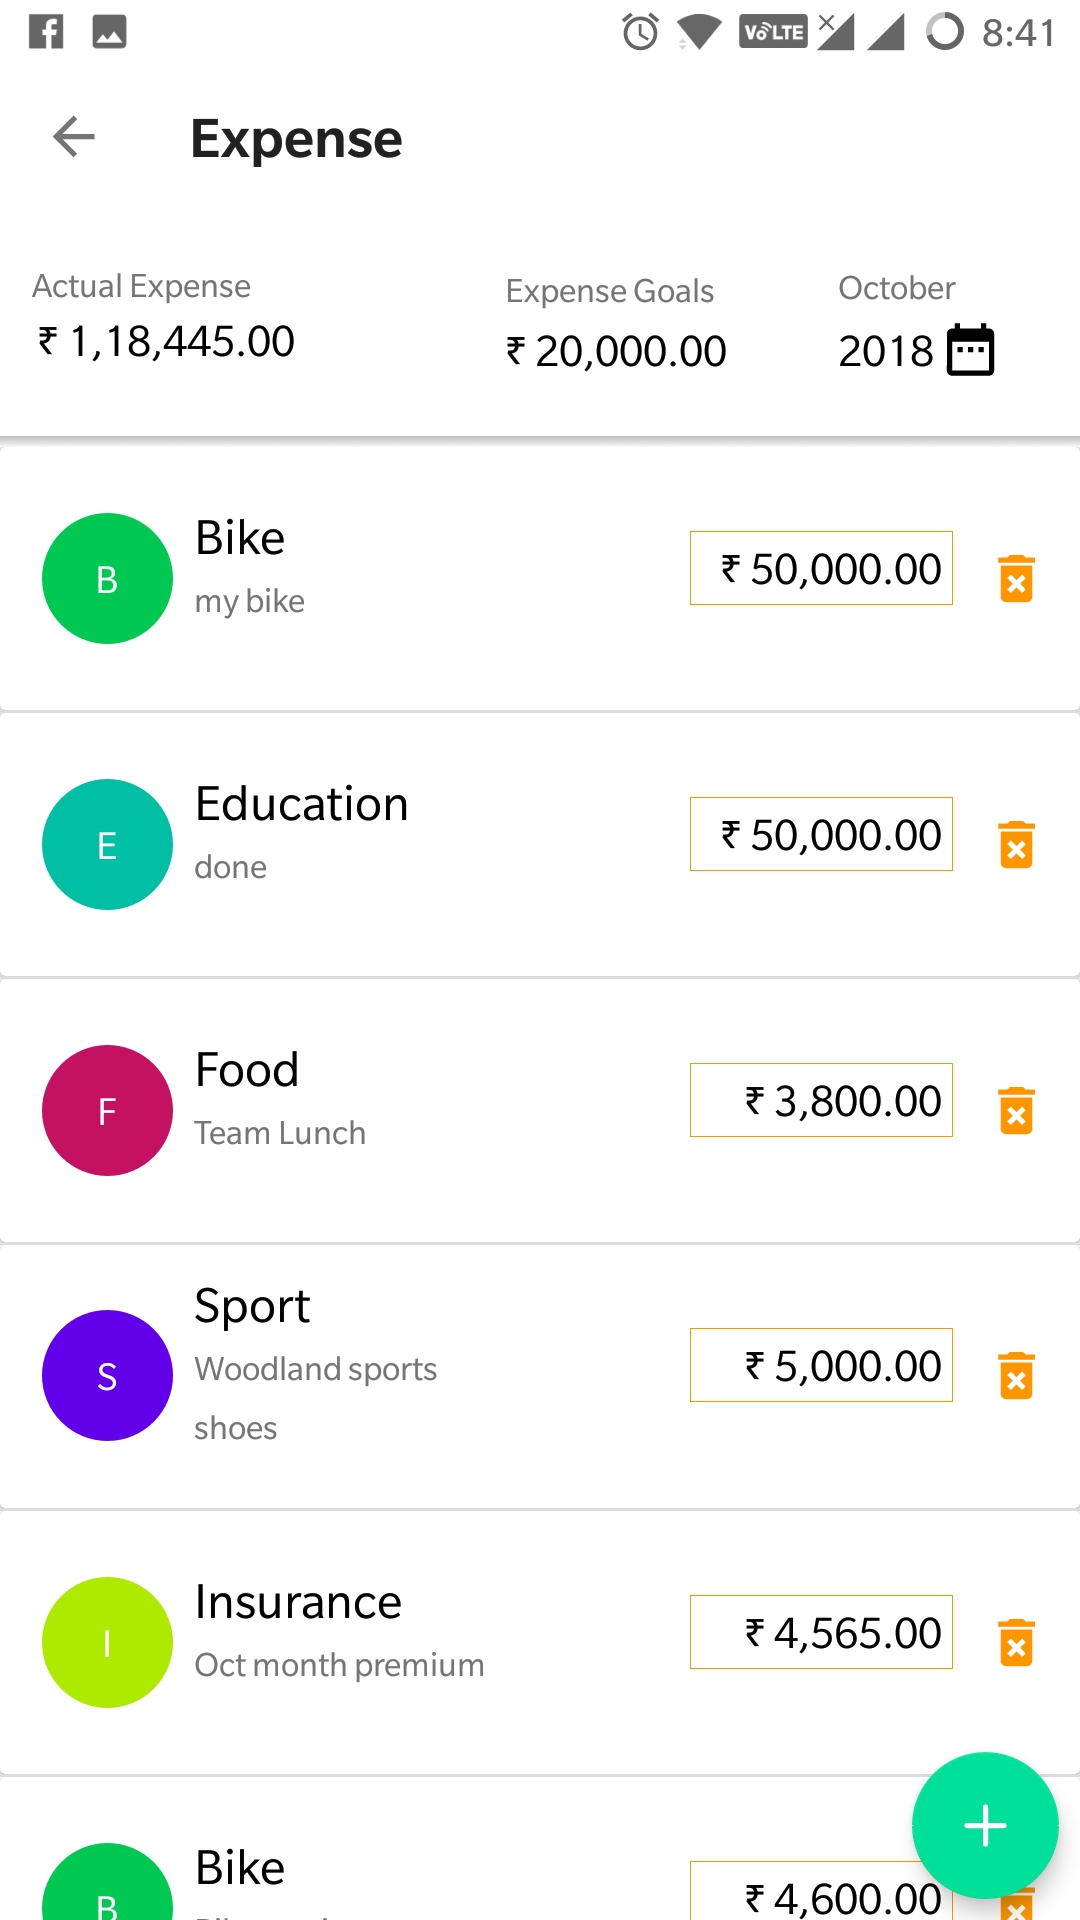 VoLTE 8:41
Expense
Actual Expense
₹ 1,18,445.00
Expense Goals
₹ 20,000.00
October
2018
B
Bike
my bike
₹ 50,000.00
E
Education
done
₹ 50,000.00
F
Food
Team Lunch
₹ 3,800.00
S
Sport
Woodland sports
shoes
₹ 5,000.00
I
Insurance
Oct month premium
₹ 4,565.00
B
Bike
₹ 4,600.00